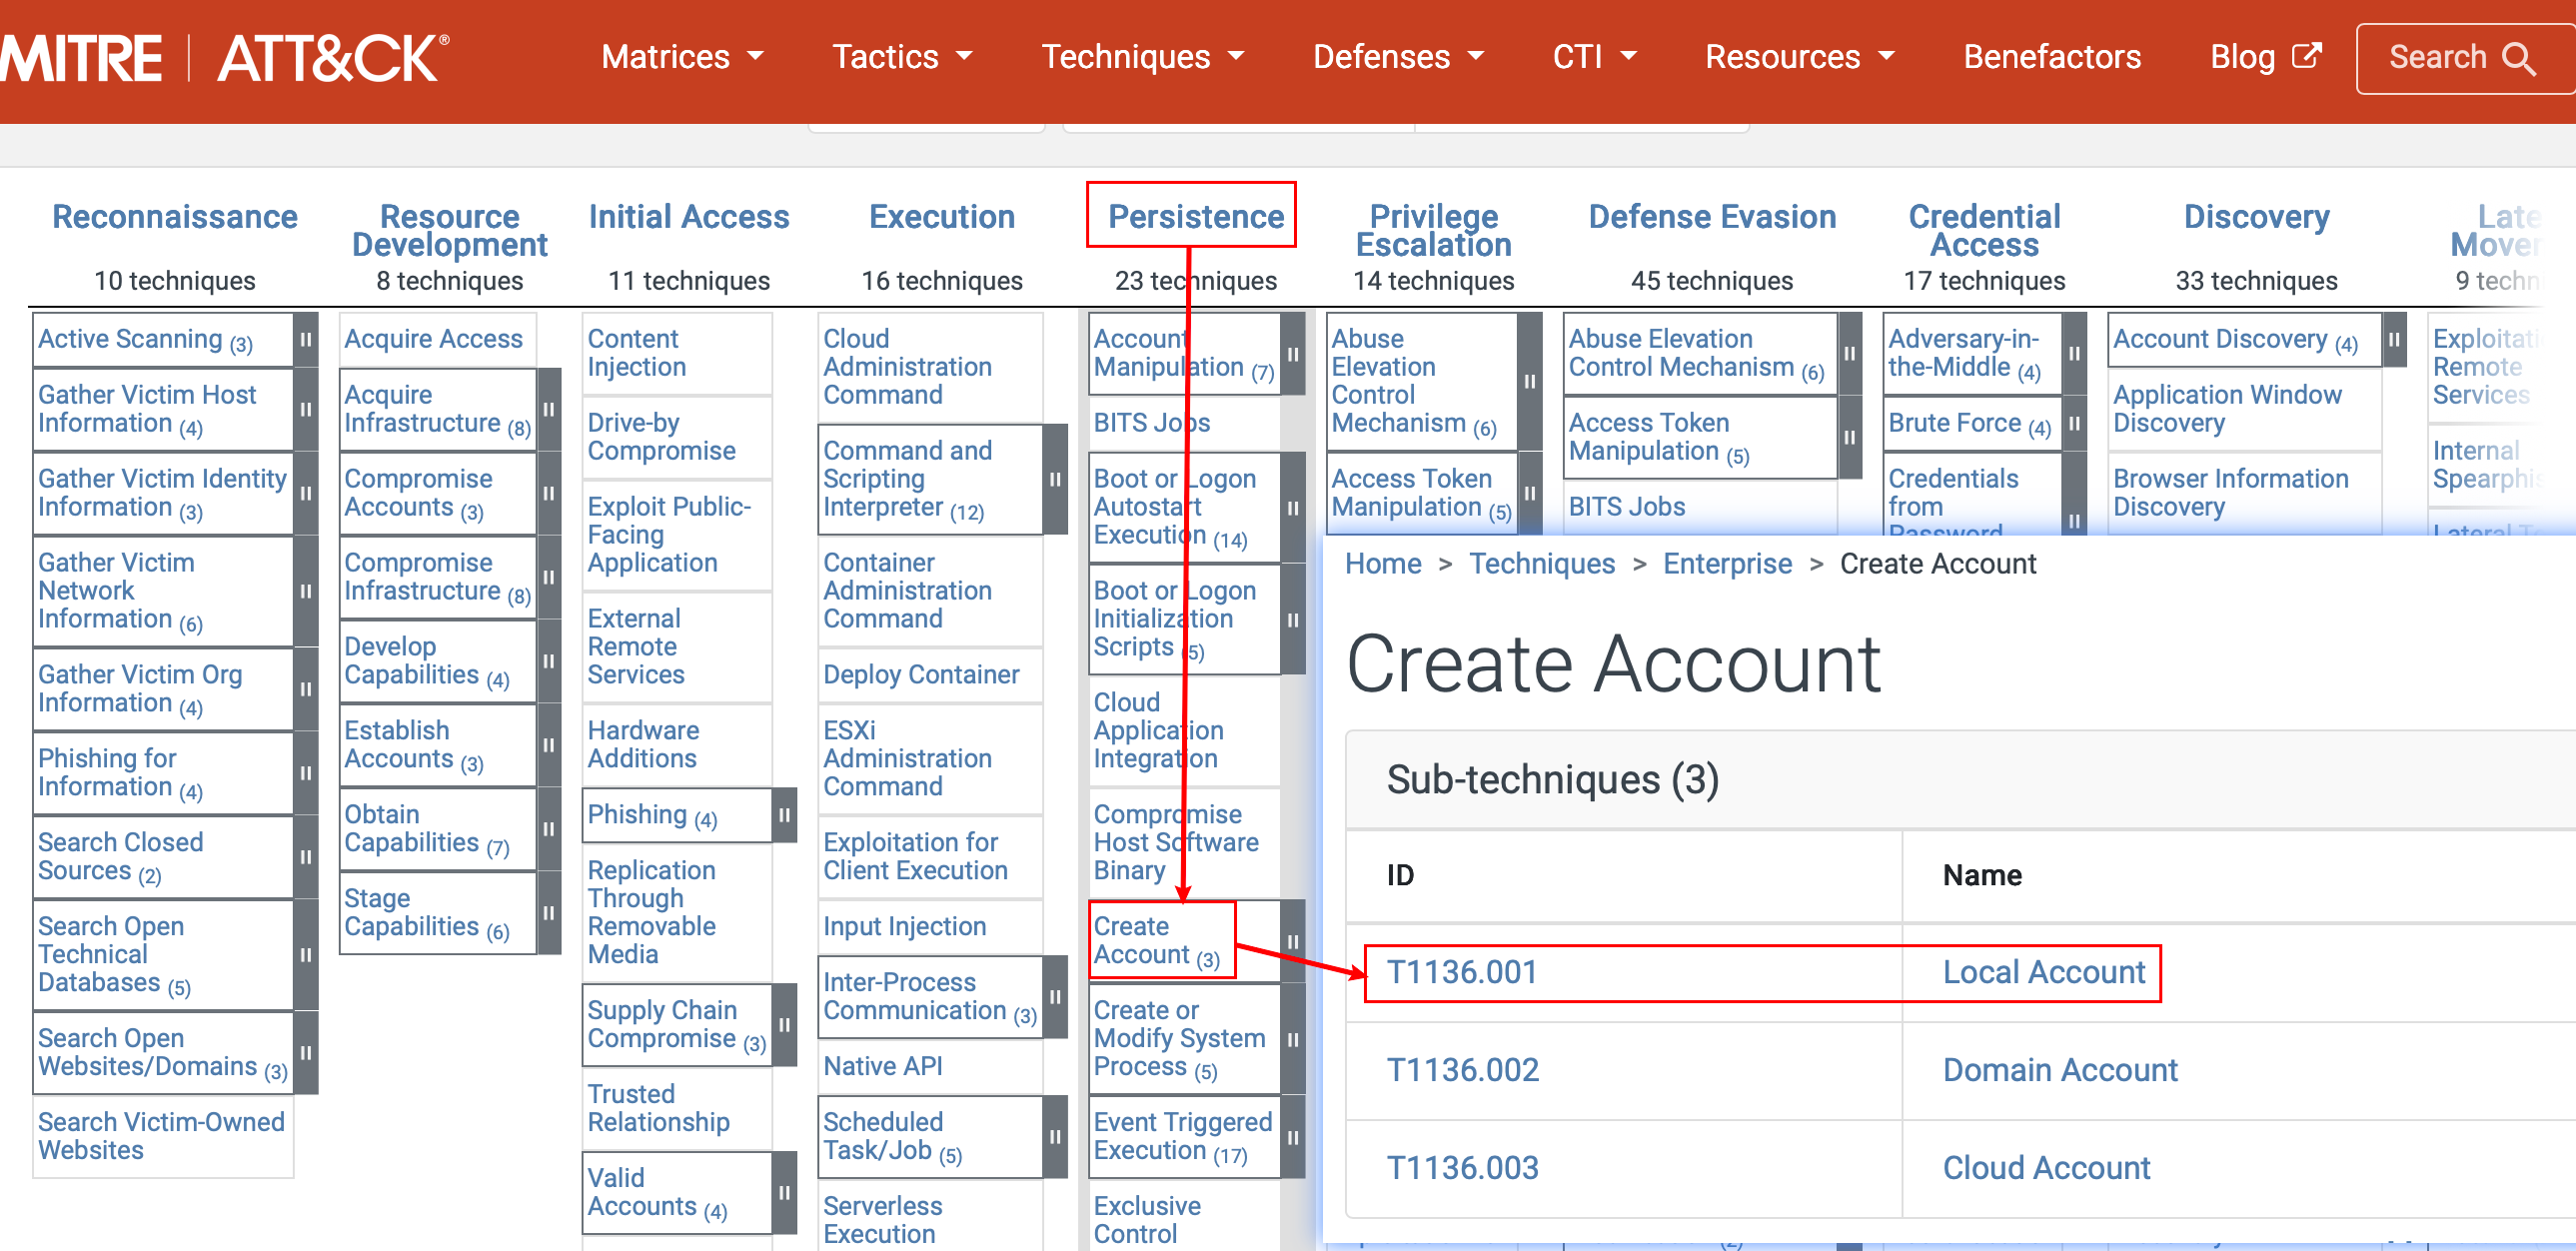 MITRE | ATT&CK®
Matrices
Tactics
Techniques
Defenses
CTI
Resources
Benefactors
Blog
Search
Reconnaissance
10 techniques
Active Scanning (3)
Gather Victim Host
Information (4)
Gather Victim Identity
Information (3)
Gather Victim
Network
Information (6)
Gather Victim Org
Information (4)
Phishing for
Information (4)
Search Closed
Sources (2)
Search Open
Technical
Databases (5)
Search Open
Websites/Domains (3)
Search Victim-Owned
Websites
Resource
Development
8 techniques
Acquire Access
Acquire
Infrastructure (8)
Compromise
Accounts (3)
Compromise
Infrastructure (8)
Develop
Capabilities (4)
Establish
Accounts (3)
Obtain
Capabilities (7)
Stage
Capabilities (6)
Initial Access
11 techniques
Content
Injection
Drive-by
Compromise
Exploit Public-
Facing
Application
External
Remote
Services
Hardware
Additions
Phishing (4)
Replication
Through
Removable
Media
Supply Chain
Compromise (3)
Trusted
Relationship
Valid
Accounts (4)
Execution
16 techniques
Cloud
Administration
Command
Command and
Scripting
Interpreter (12)
Container
Administration
Command
Deploy Container
ESXi
Administration
Command
Exploitation for
Client Execution
Input Injection
Inter-Process
Communication (3)
Native API
Scheduled
Task/Job (5)
Serverless
Execution
Persistence
23 techniques
Account
Manipulation (7)
BITS Jobs
Boot or Logon
Autostart
Execution (14)
Boot or Logon
Initialization
Scripts (5)
Cloud
Application
Integration
Compromise
Host Software
Binary
Create
Account (3)
Create or
Modify System
Process (5)
Event Triggered
Execution (17)
Exclusive
Control
Privilege
Escalation
14 techniques
Abuse
Elevation
Control
Mechanism (6)
Access Token
Manipulation (5)
Defense Evasion
45 techniques
Abuse Elevation
Control Mechanism (6)
Access Token
Manipulation (5)
BITS Jobs
Credential
Access
17 techniques
Adversary-in-
the-Middle (4)
Brute Force (4)
Credentials
from
Password
Discovery
33 techniques
Account Discovery (4)
Application Window
Discovery
Browser Information
Discovery
Late
Mover
9 techn
Exploitati
Remote
Services
Internal
Spearphis
Lateral T
Home > Techniques > Enterprise > Create Account
Create Account
Sub-techniques (3)
ID Name
T1136.001 Local Account
T1136.002 Domain Account
T1136.003 Cloud Account